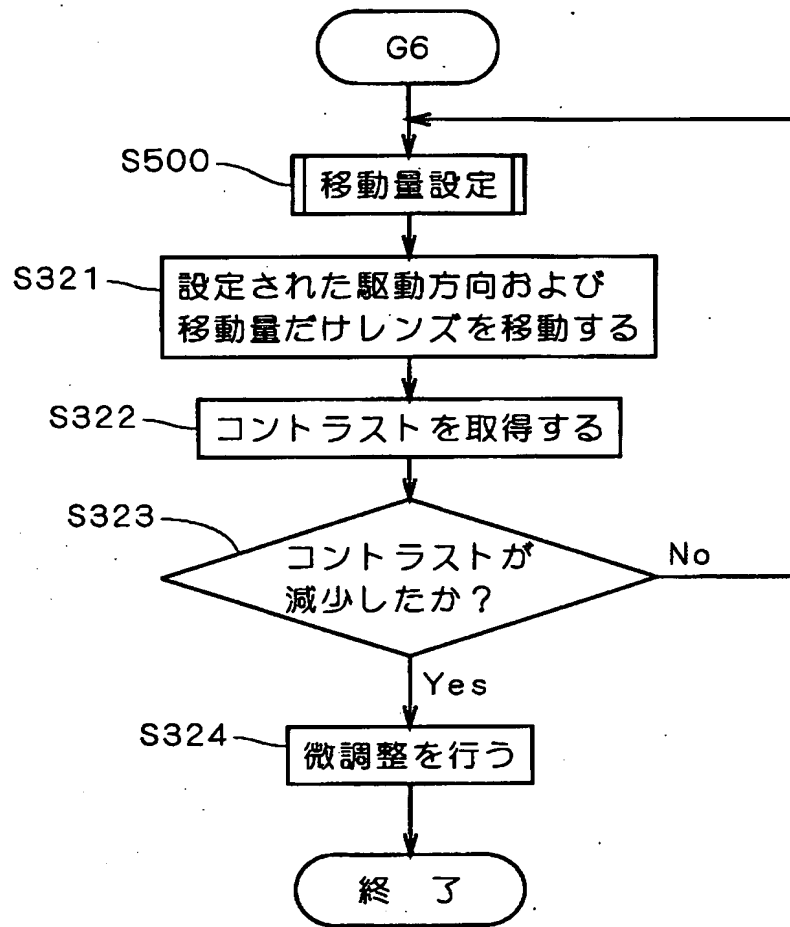 G6
S500
移動量設定
S321
設定された駆動方向および
移動量だけレンズを移動する
S322
コントラストを取得する
S323
コントラストが
減少したか?
No
Yes
S324
微調整を行う
終 了